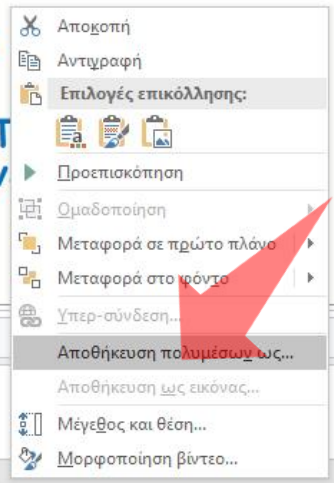 Αποκοπή
Αντιγραφή
Επιλογές επικόλλησης:
Προεπισκόπηση
Ομαδοποίηση
Μεταφορά σε πρώτο πλάνο
Μεταφορά στο φόντο
Υπερ-σύνδεση...
Αποθήκευση πολυμέσων ως...
Αποθήκευση ως εικόνας...
Μέγεθος και θέση...
Μορφοποίηση βίντεο...